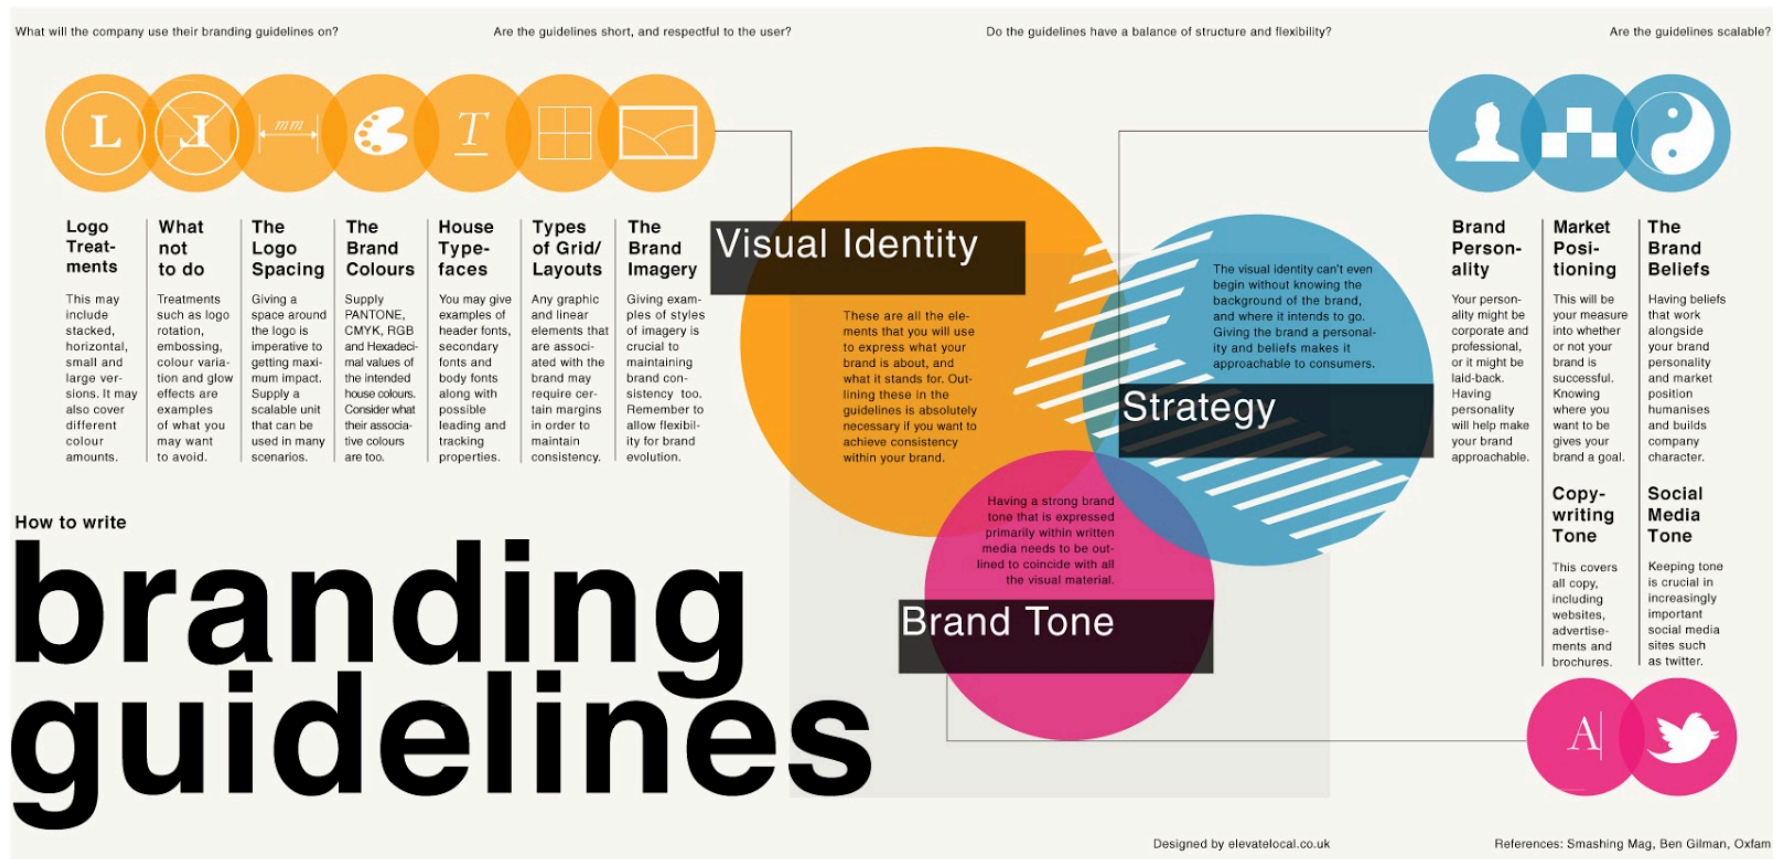 What will the company use their branding guidelines on?
Are the guidelines short, and respectful to the user?
Do the guidelines have a balance of structure and flexibility?
Are the guidelines scalable?
L
L
mm
T
Logo
Treat-
ments
This may
include
stacked,
horizontal,
small and
large ver-
sions. It may
also cover
different
colour
amounts.
What
not
to do
Treatments
such as logo
rotation,
embossing,
colour varia-
tion and glow
effects are
examples
of what you
may want
to avoid.
The
Logo
Spacing
Giving a
space around
the logo is
imperative to
getting maxi-
mum impact.
Supply a
scalable unit
that can be
used in many
scenarios.
The
Brand
Colours
Supply
PANTONE,
CMYK, RGB
and Hexadeci-
mal values of
the intended
house colours.
Consider what
their associa-
tive colours
are too.
House
Type-
faces
You may give
examples of
header fonts,
secondary
fonts and
body fonts
along with
possible
leading and
tracking
properties.
Types
of Grid/
Layouts
Any graphic
and linear
elements that
are associ-
ated with the
brand may
require cer-
tain margins
in order to
maintain
consistency.
The
Brand
Imagery
Giving exam-
ples of styles
of imagery is
crucial to
maintaining
brand con-
sistency too.
Remember to
allow flexibil-
ity for brand
evolution.
Visual Identity
These are all the ele-
ments that you will use
to express what your
brand is about, and
what it stands for. Out-
lining these in the
guidelines is absolutely
necessary if you want to
achieve consistency
within your brand.
The visual identity can't even
begin without knowing the
background of the brand,
and where it intends to go.
Giving the brand a personal-
ity and beliefs makes it
approachable to consumers.
Strategy
Having a strong brand
tone that is expressed
primarily within written
media needs to be out-
lined to coincide with all
the visual material.
Brand Tone
Brand
Person-
ality
Your person-
ality might be
corporate and
professional,
or it might be
laid-back.
Having
personality
will help make
your brand
approachable.
Market
Posi-
tioning
This will be
your measure
into whether
or not your
brand is
successful.
Knowing
where you
want to be
gives your
brand a goal.
The
Brand
Beliefs
Having beliefs
that work
alongside
your brand
personality
and market
position
humanises
and builds
company
character.
Copy-
writing
Tone
This covers
all copy,
including
websites,
advertise-
ments and
brochures.
Social
Media
Tone
Keeping tone
is crucial in
increasingly
important
social media
sites such
as twitter.
A
How to write
branding
guidelines
Designed by elevatelocal.co.uk
References: Smashing Mag, Ben Gilman, Oxfam